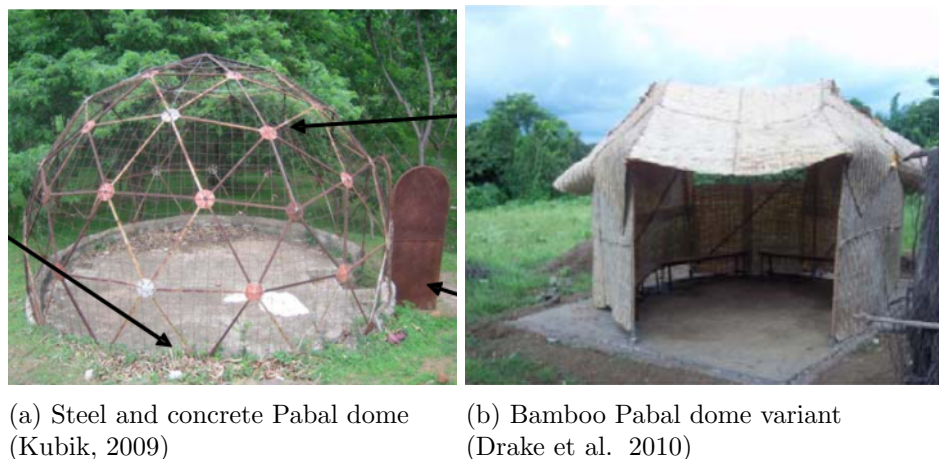 (a) Steel and concrete Pabal dome
(Kubik, 2009)
(b) Bamboo Pabal dome variant
(Drake et al. 2010)